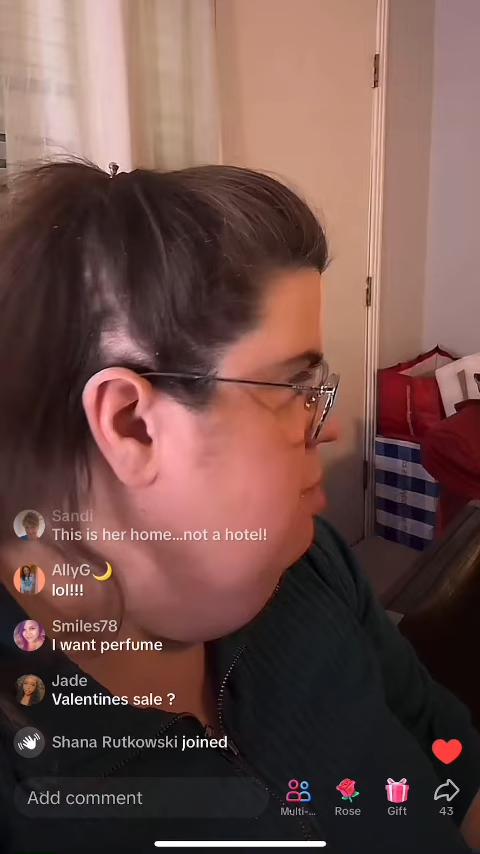 Sandi
This is her home...not a hotel!
AllyG🌙
lol!!!
Smiles78
I want perfume
Jade
Valentines sale ?
Shana Rutkowski joined
Add comment
Multi-...
Rose
Gift
43